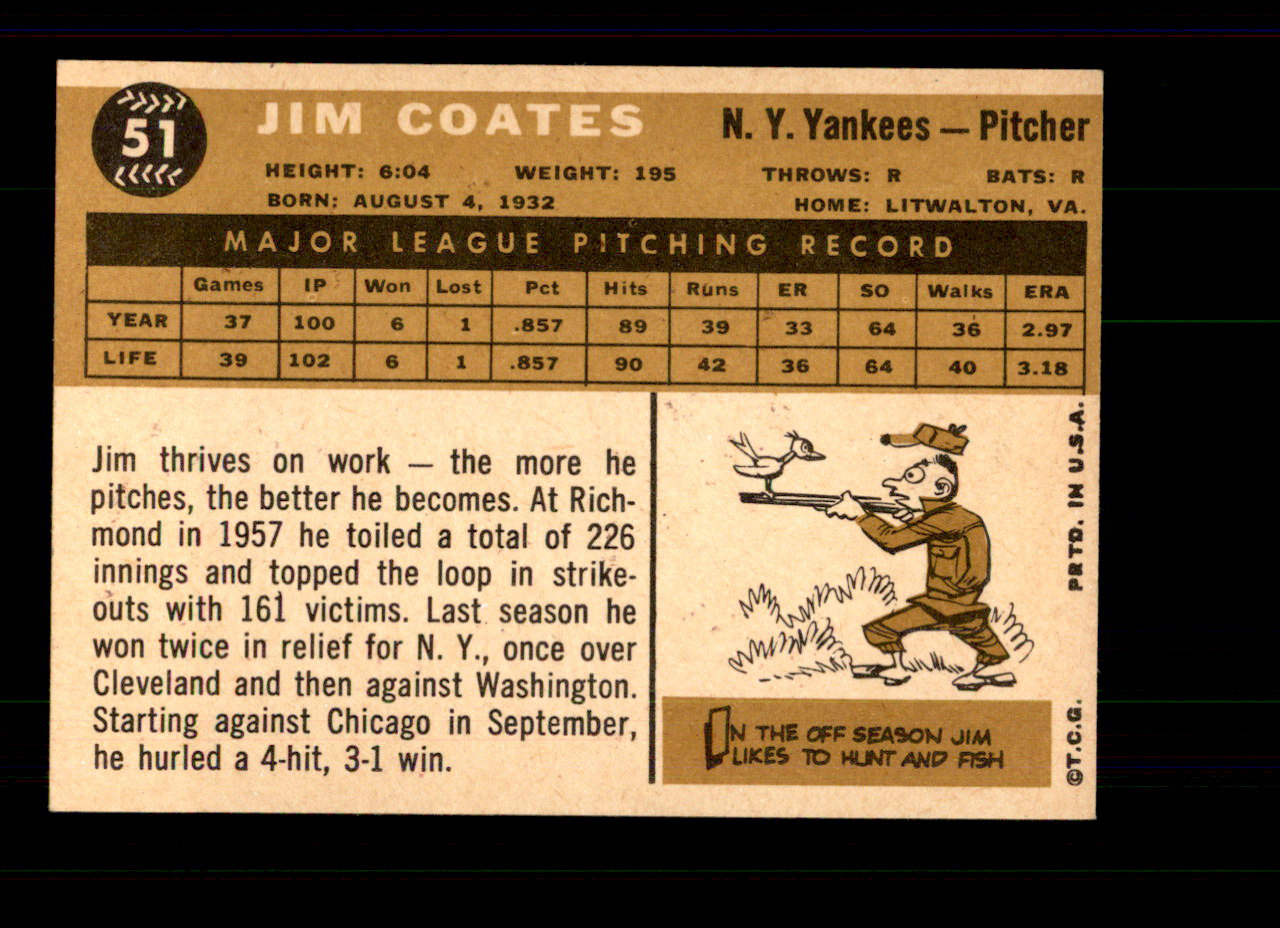 51
JIM COATES
N. Y. Yankees — Pitcher
HEIGHT: 6:04 WEIGHT: 195 THROWS: R BATS: R
BORN: AUGUST 4, 1932 HOME: LITWALTON, VA.
MAJOR LEAGUE PITCHING RECORD
Games IP Won Lost Pct Hits Runs ER SO Walks ERA
YEAR 37 100 6 1 .857 89 39 33 64 36 2.97
LIFE 39 102 6 1 .857 90 42 36 64 40 3.18
Jim thrives on work — the more he
pitches, the better he becomes. At Rich-
mond in 1957 he toiled a total of 226
innings and topped the loop in strike-
outs with 161 victims. Last season he
won twice in relief for N. Y., once over
Cleveland and then against Washington.
Starting against Chicago in September,
he hurled a 4-hit, 3-1 win.
IN THE OFF SEASON JIM
LIKES TO HUNT AND FISH
©T.C.G. PRTD. IN U.S.A.